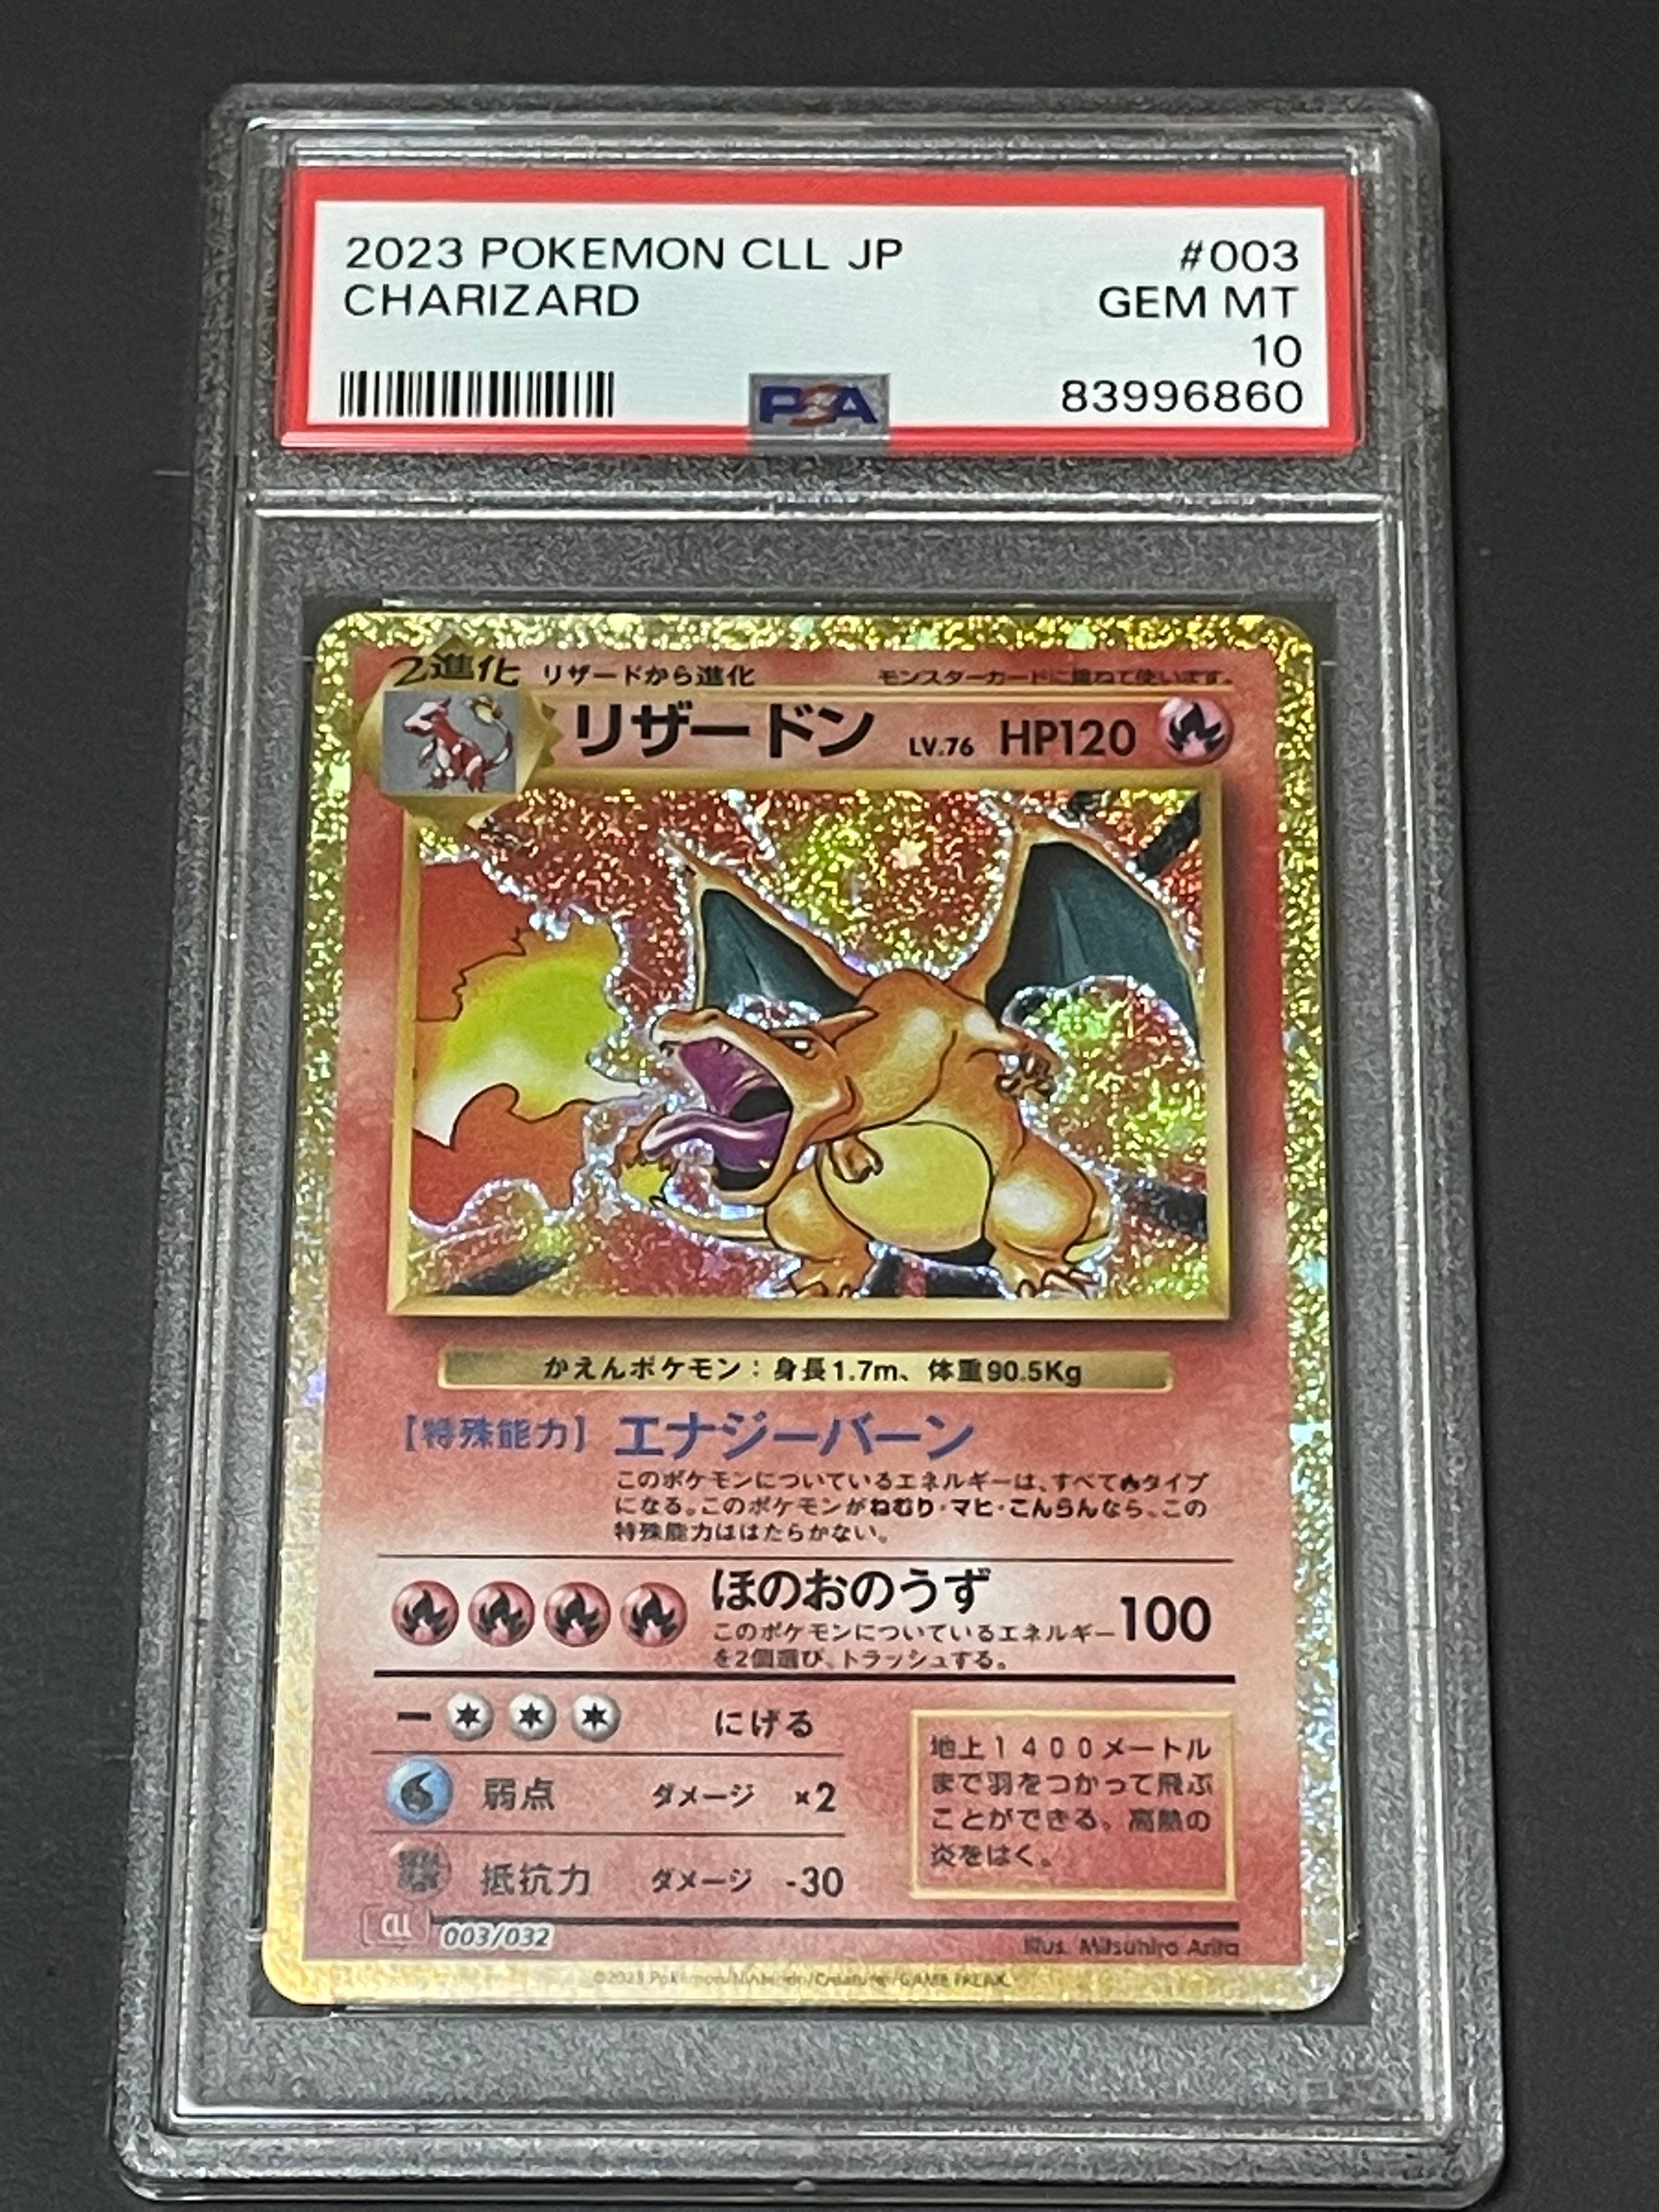 2023 POKEMON CLL JP #003
CHARIZARD GEM MT
10
PSA 83996860
2進化 リザードから進化 モンスターカードに重ねて使います。
リザードン LV.76 HP120
かえんポケモン：身長1.7m、体重90.5Kg
【特殊能力】 エナジーバーン
このポケモンについているエネルギーは、すべて🔥タイプ
になる。このポケモンがねむり・マヒ・こんらんなら、この
特殊能力ははたらかない。
ほのおのうず 100
このポケモンについているエネルギー
を2個選び、トラッシュする。
にげる
弱点 ダメージ ×2
抵抗力 ダメージ -30
地上1400メートル
まで羽をつかって飛ぶ
ことができる。高熱の
炎をはく。
CLL 003/032
Illus. Mitsuhiro Arita
©2023 Pokémon/Nintendo/Creatures/GAME FREAK.